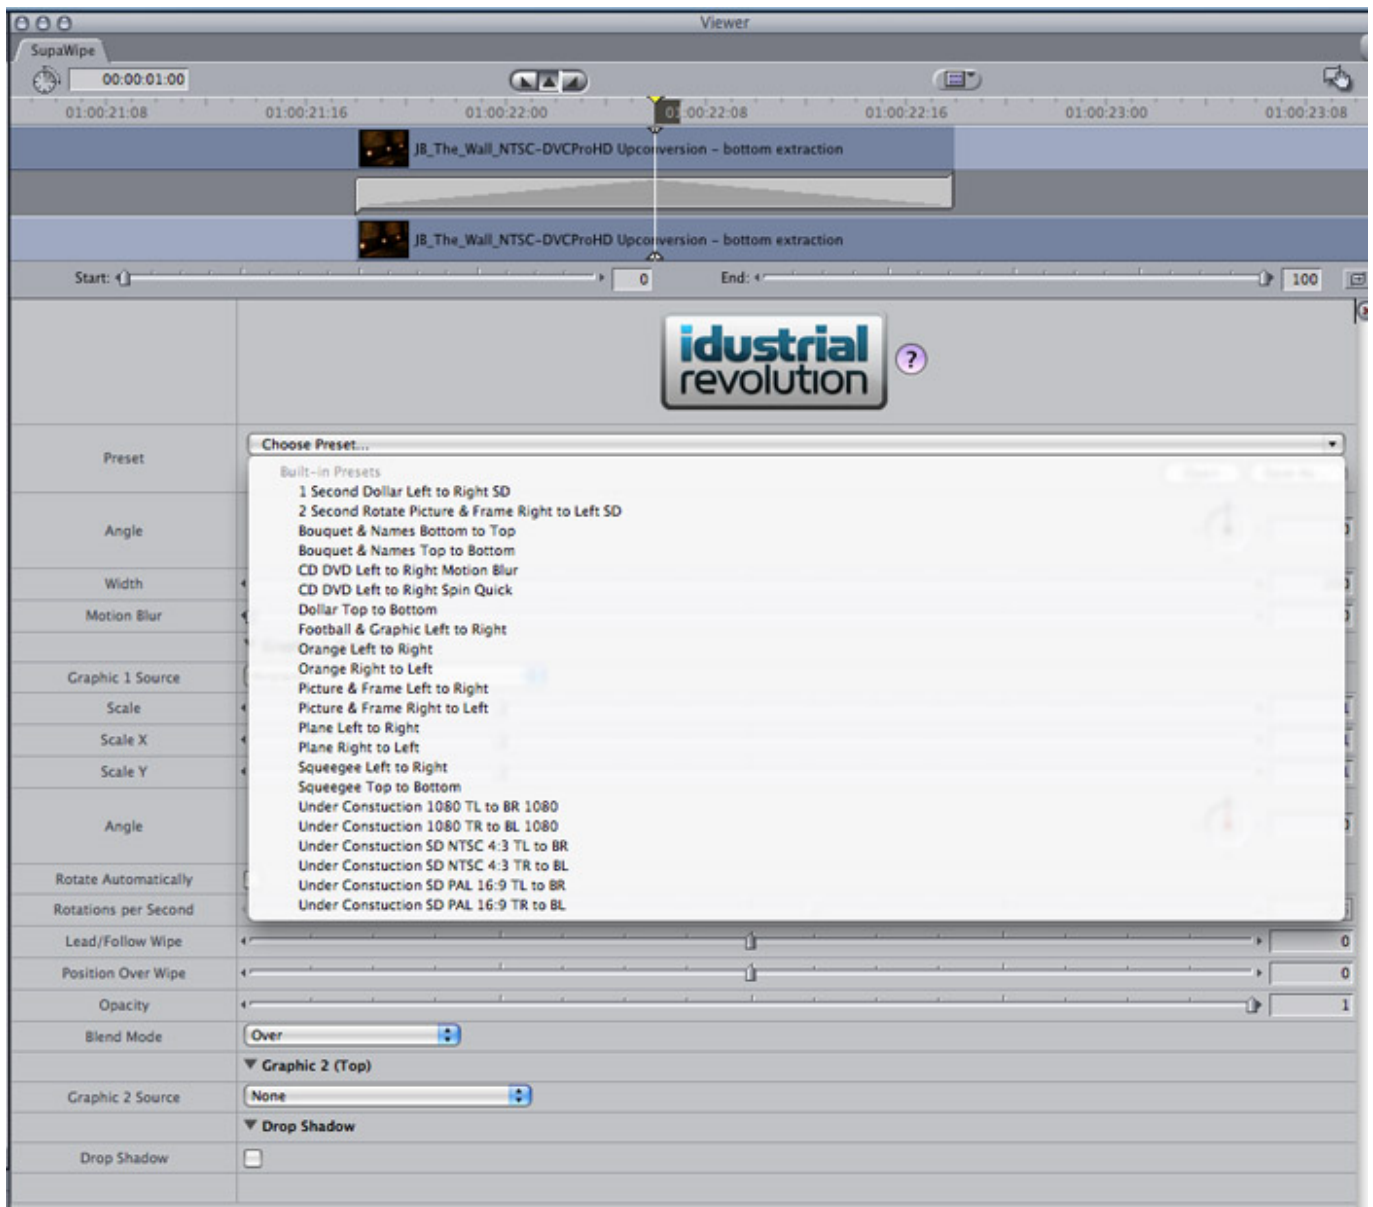 Viewer
SupaWipe
00:00:01:00
01:00:21:08 01:00:21:16 01:00:22:00 01:00:22:08 01:00:22:16 01:00:23:00 01:00:23:08
JB_The_Wall_NTSC-DVCProHD Upconversion - bottom extraction
JB_The_Wall_NTSC-DVCProHD Upconversion - bottom extraction
Start: 0 End: 100
idustrial
revolution
?
Preset
Choose Preset...
Built-in Presets
1 Second Dollar Left to Right SD
2 Second Rotate Picture & Frame Right to Left SD
Angle
Bouquet & Names Bottom to Top
Bouquet & Names Top to Bottom
CD DVD Left to Right Motion Blur
Width
CD DVD Left to Right Spin Quick
Motion Blur
Dollar Top to Bottom
Football & Graphic Left to Right
Orange Left to Right
Orange Right to Left
Graphic 1 Source
Picture & Frame Left to Right
Scale
Picture & Frame Right to Left
Plane Left to Right
Scale X
Plane Right to Left
Scale Y
Squeegee Left to Right
Squeegee Top to Bottom
Under Constuction 1080 TL to BR 1080
Angle
Under Constuction 1080 TR to BL 1080
Under Constuction SD NTSC 4:3 TL to BR
Under Constuction SD NTSC 4:3 TR to BL
Rotate Automatically
Under Constuction SD PAL 16:9 TL to BR
Rotations per Second
Under Constuction SD PAL 16:9 TR to BL
Lead/Follow Wipe 0
Position Over Wipe 0
Opacity 1
Blend Mode Over
Graphic 2 (Top)
Graphic 2 Source None
Drop Shadow
Drop Shadow